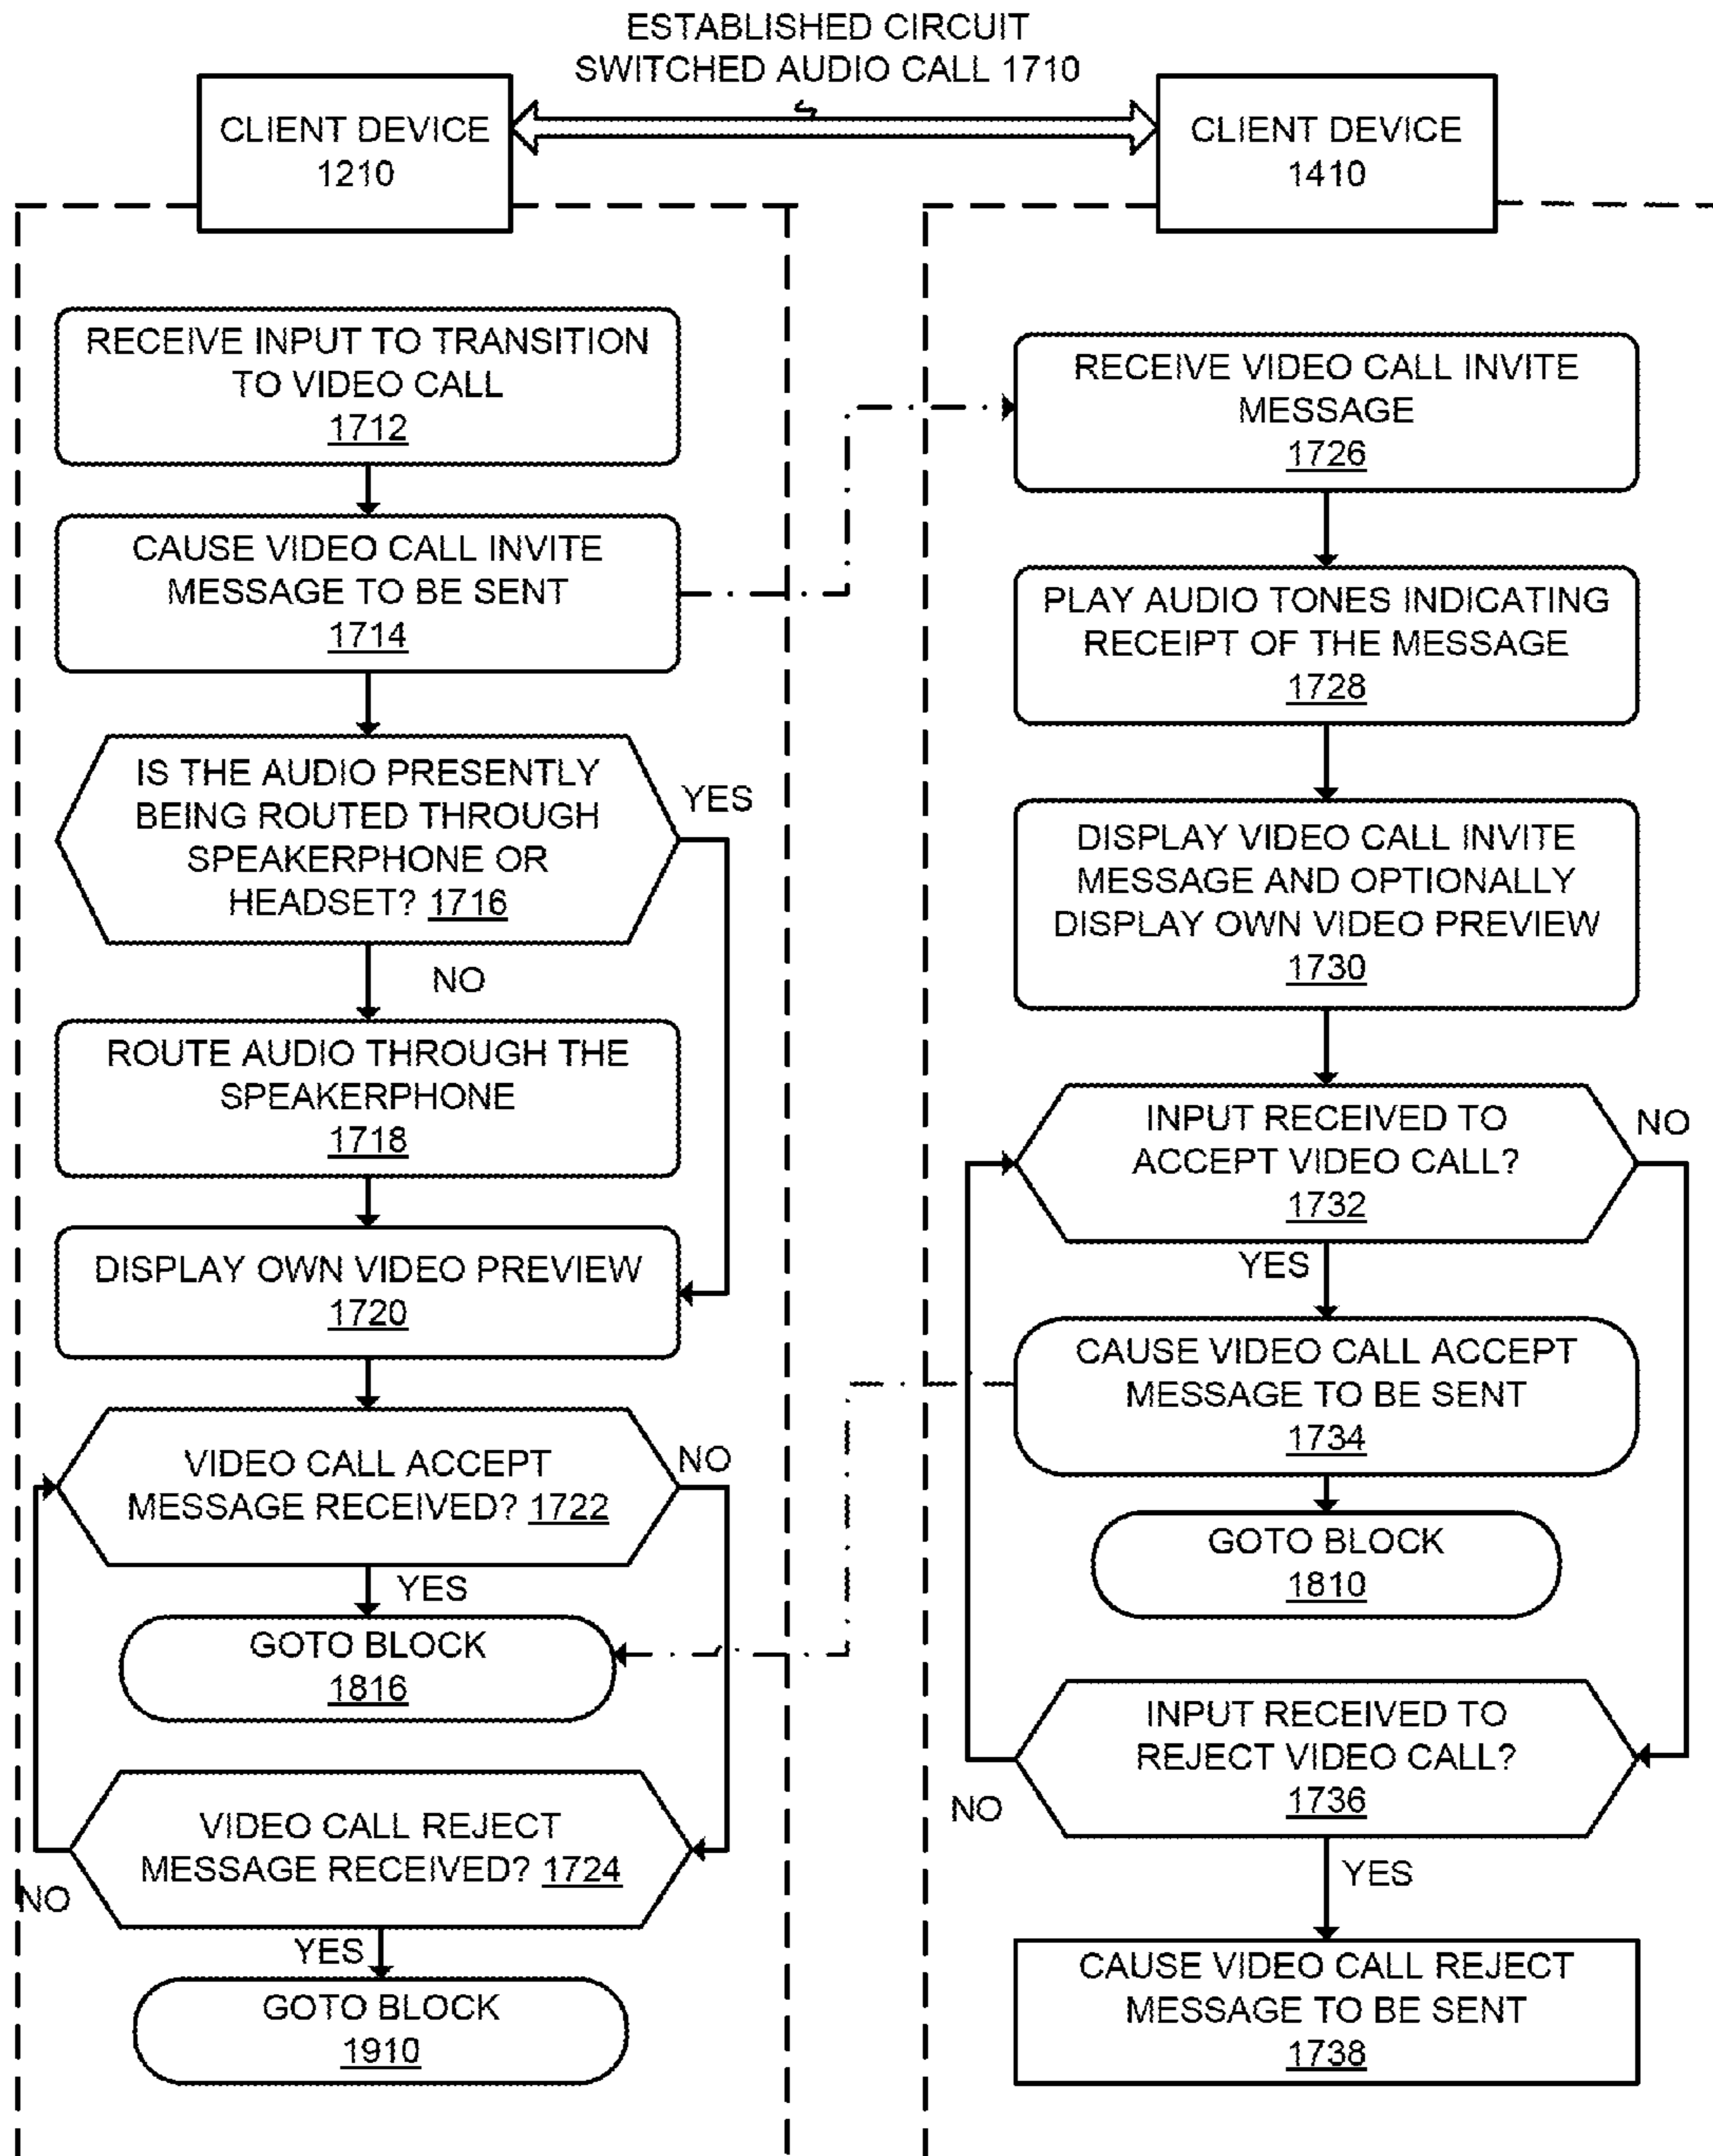 ESTABLISHED CIRCUIT
SWITCHED AUDIO CALL 1710
CLIENT DEVICE
1210
CLIENT DEVICE
1410
RECEIVE INPUT TO TRANSITION
TO VIDEO CALL
1712
CAUSE VIDEO CALL INVITE
MESSAGE TO BE SENT
1714
IS THE AUDIO PRESENTLY
BEING ROUTED THROUGH
SPEAKERPHONE OR
HEADSET? 1716
YES
NO
ROUTE AUDIO THROUGH THE
SPEAKERPHONE
1718
DISPLAY OWN VIDEO PREVIEW
1720
VIDEO CALL ACCEPT
MESSAGE RECEIVED? 1722
NO
YES
GOTO BLOCK
1816
VIDEO CALL REJECT
MESSAGE RECEIVED? 1724
NO
YES
GOTO BLOCK
1910
RECEIVE VIDEO CALL INVITE
MESSAGE
1726
PLAY AUDIO TONES INDICATING
RECEIPT OF THE MESSAGE
1728
DISPLAY VIDEO CALL INVITE
MESSAGE AND OPTIONALLY
DISPLAY OWN VIDEO PREVIEW
1730
INPUT RECEIVED TO
ACCEPT VIDEO CALL?
1732
NO
YES
CAUSE VIDEO CALL ACCEPT
MESSAGE TO BE SENT
1734
GOTO BLOCK
1810
INPUT RECEIVED TO
REJECT VIDEO CALL?
1736
NO
YES
CAUSE VIDEO CALL REJECT
MESSAGE TO BE SENT
1738